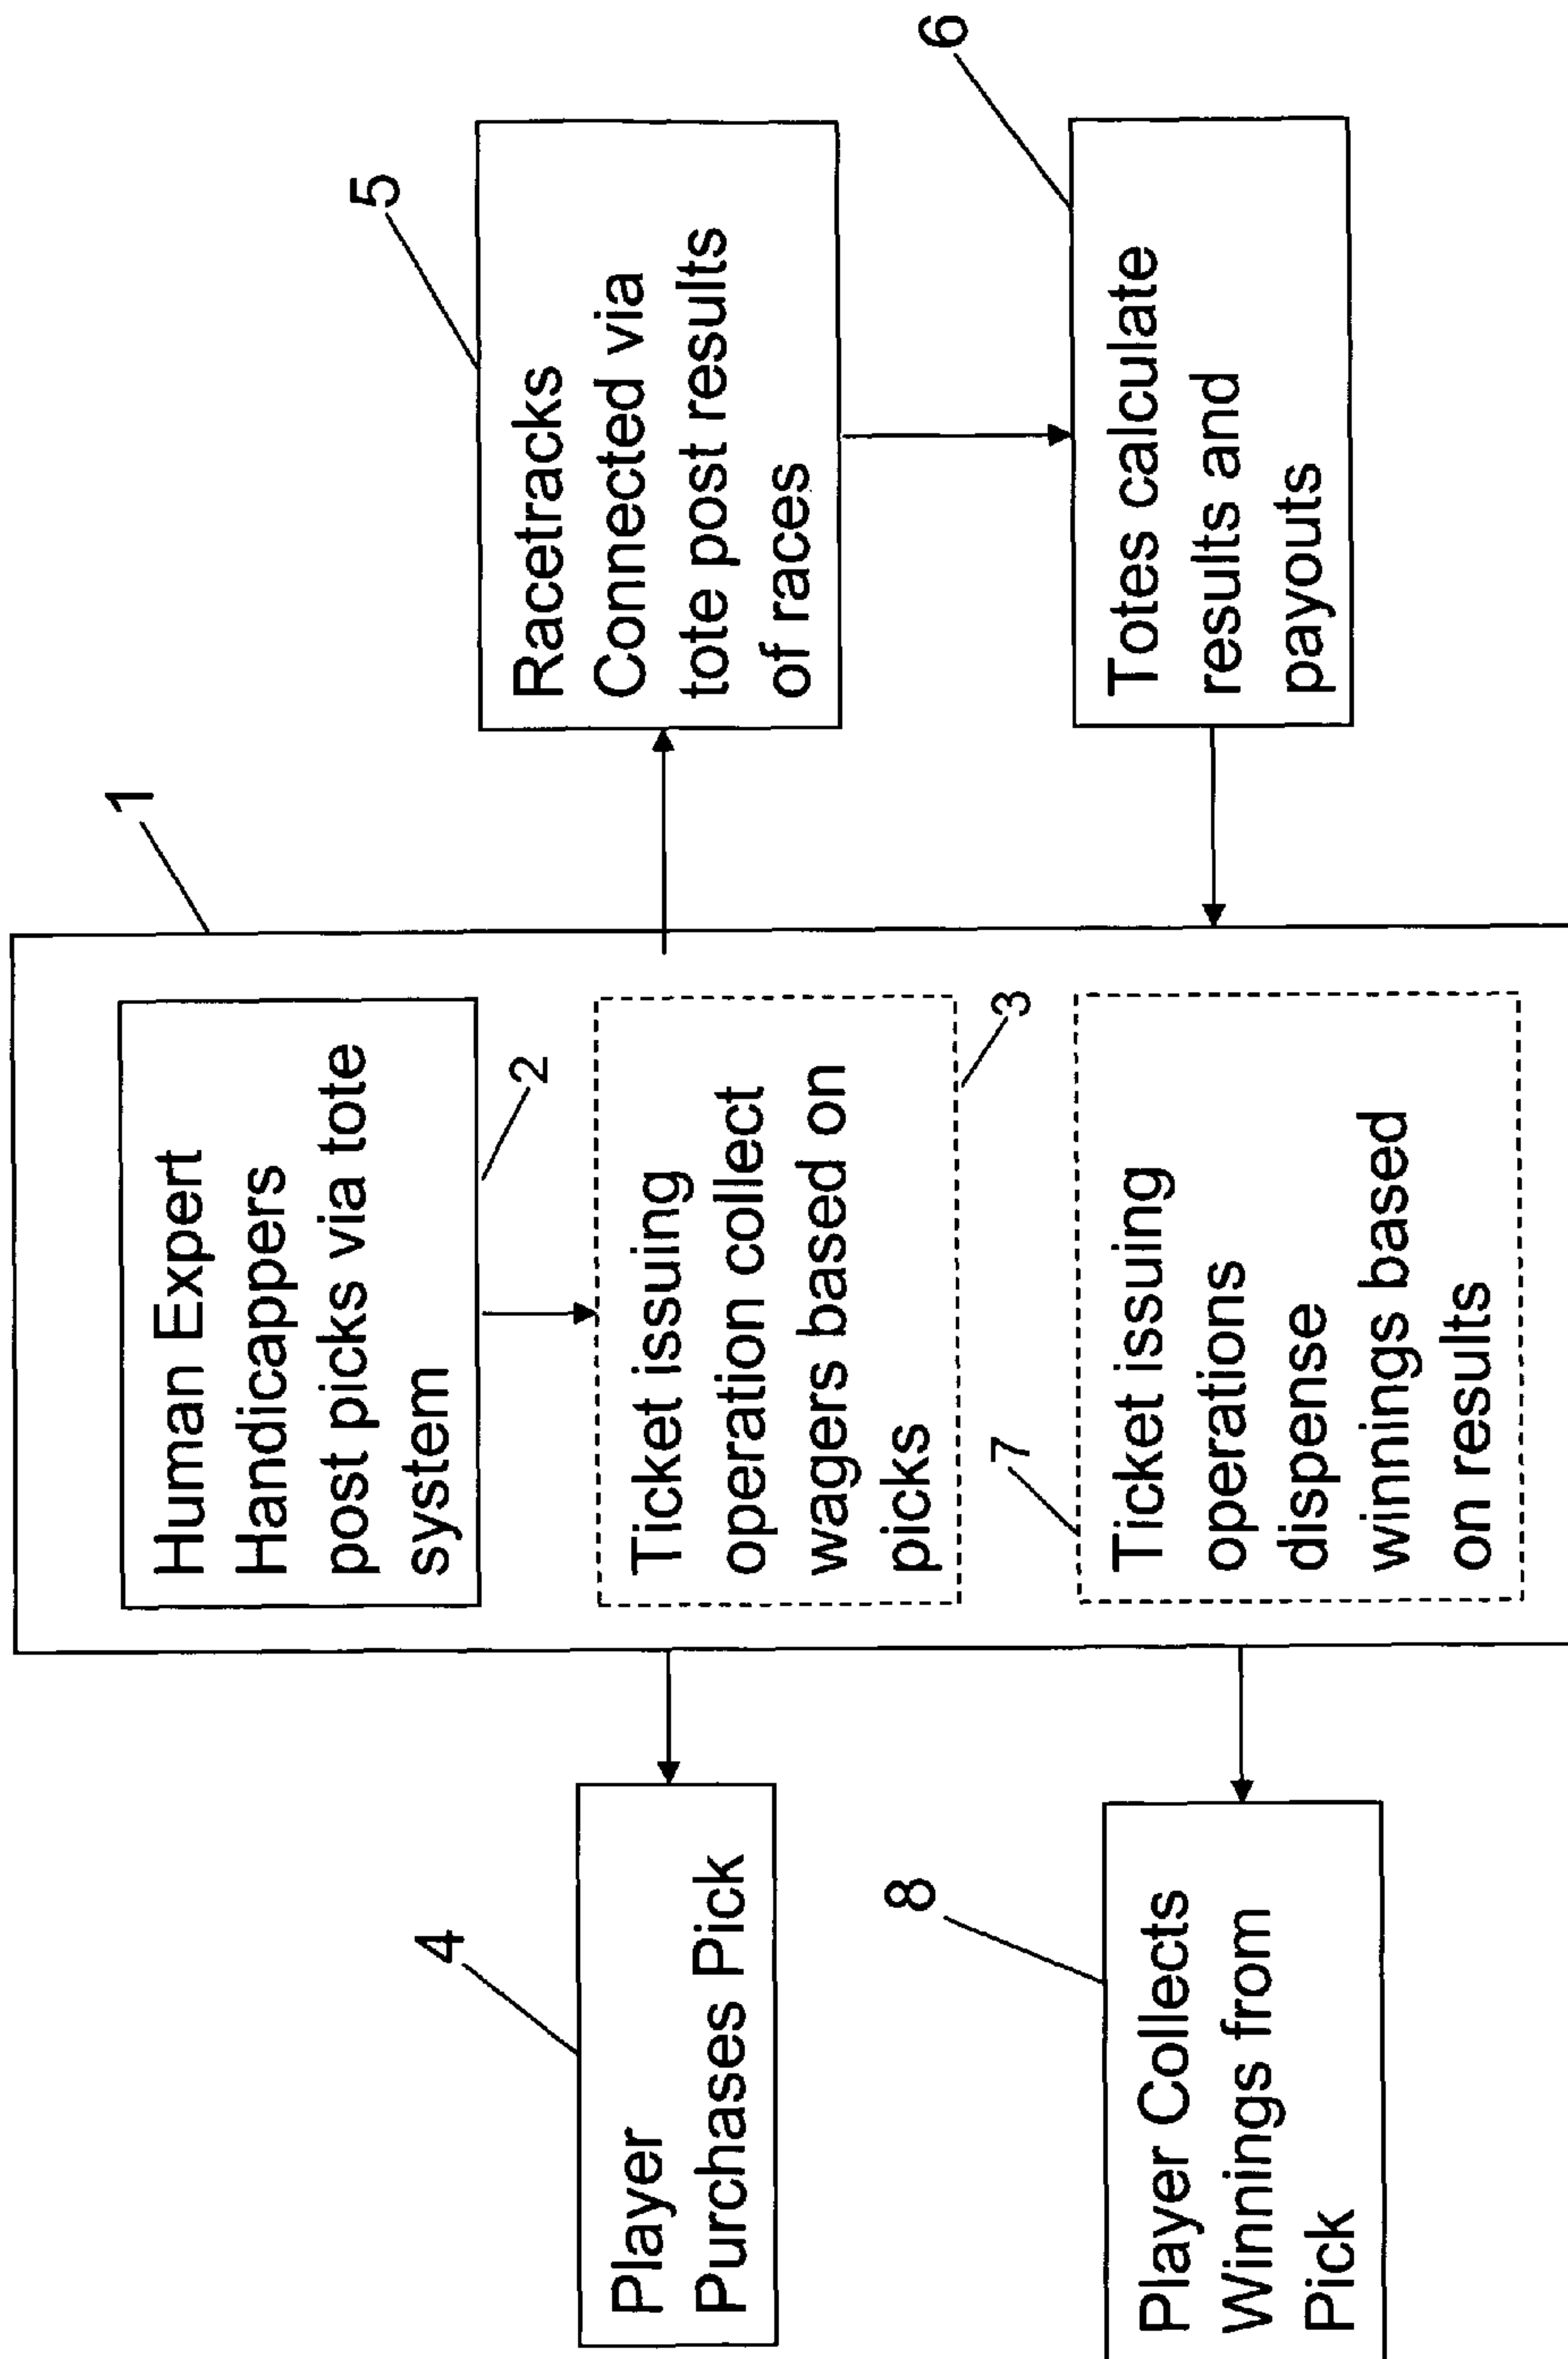 1
Human Expert
Handicappers
post picks via tote
system
2
Ticket issuing
operation collect
wagers based on
picks
3
7
Ticket issuing
operations
dispense
winnings based
on results
4
Player
Purchases Pick
8
Player Collects
Winnings from
Pick
5
Racetracks
Connected via
tote post results
of races
6
Totes calculate
results and
payouts